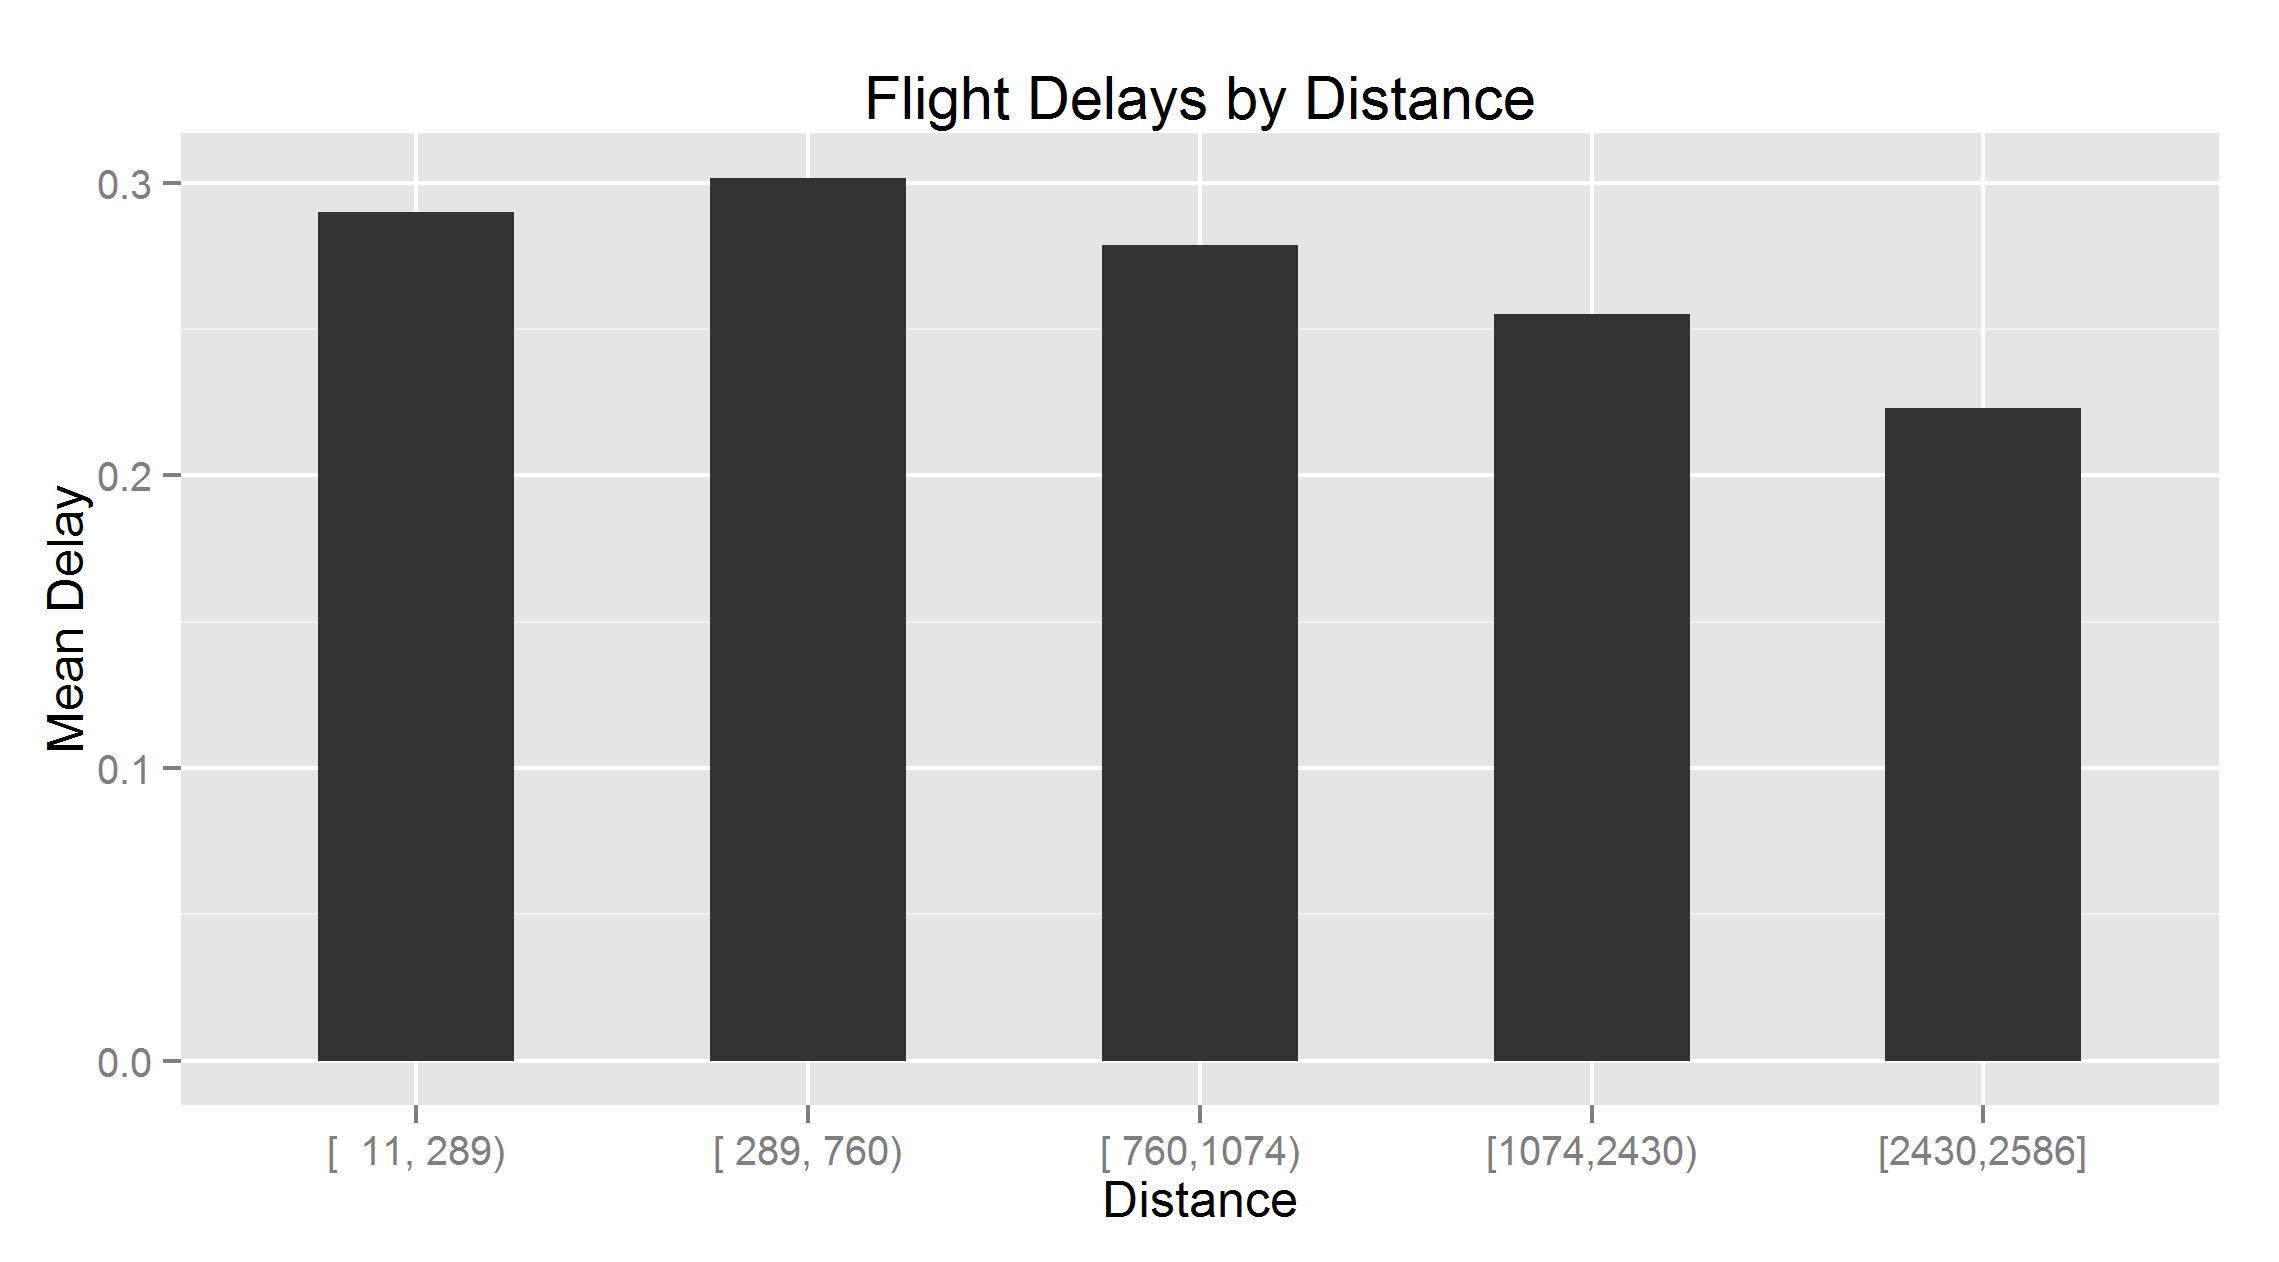 Flight Delays by Distance
Mean Delay
0.3
0.2
0.1
0.0
[  11, 289)
[ 289, 760)
[ 760,1074)
[1074,2430)
[2430,2586]
Distance